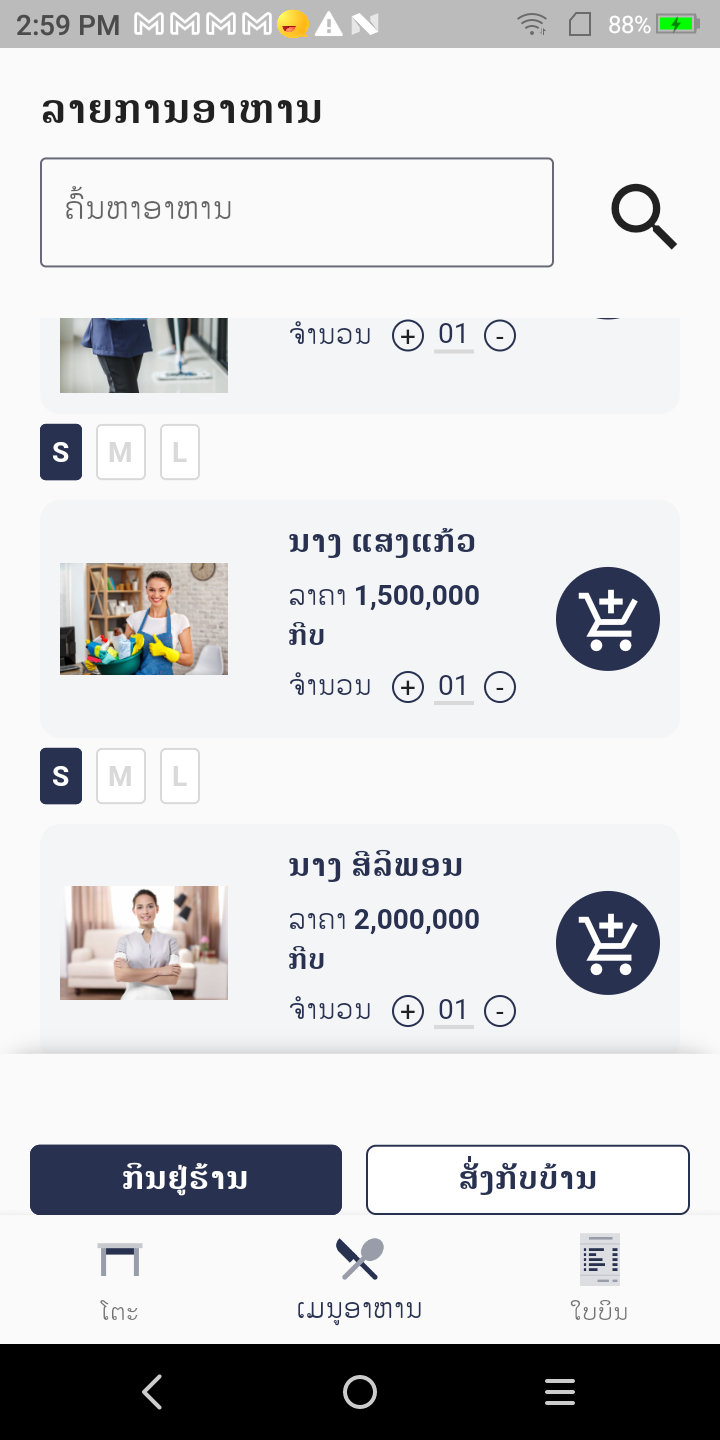 2:59 PM
88%
ລາຍການອາຫານ
ຄົ້ນຫາອາຫານ
ຈຳນວນ + 01 -
S M L
ນາງ ແສງແກ້ວ
ລາຄາ 1,500,000
ກີບ
ຈຳນວນ + 01 -
S M L
ນາງ ສີລິພອນ
ລາຄາ 2,000,000
ກີບ
ຈຳນວນ + 01 -
ກິນຢູ່ຮ້ານ
ສັ່ງກັບບ້ານ
ໂຕະ
ເມນູອາຫານ
ໃບບິນ